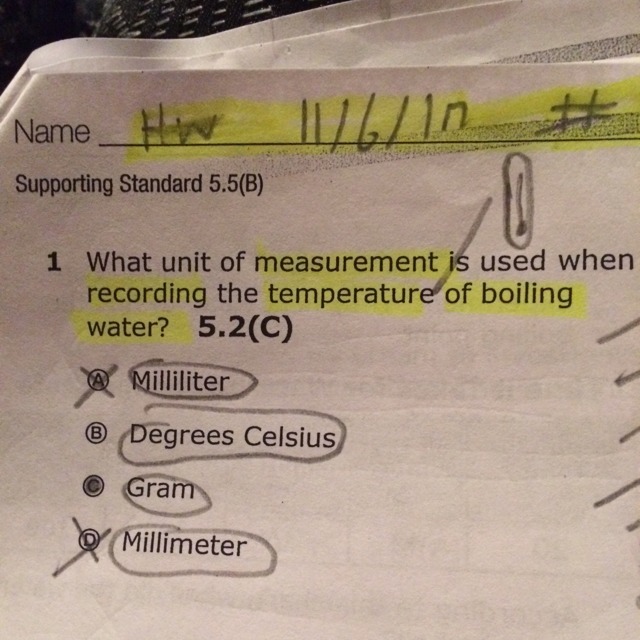 Name HW 11/6/17 #
Supporting Standard 5.5(B)
1 What unit of measurement is used when
recording the temperature of boiling
water? 5.2(C)
A Milliliter
B Degrees Celsius
C Gram
D Millimeter